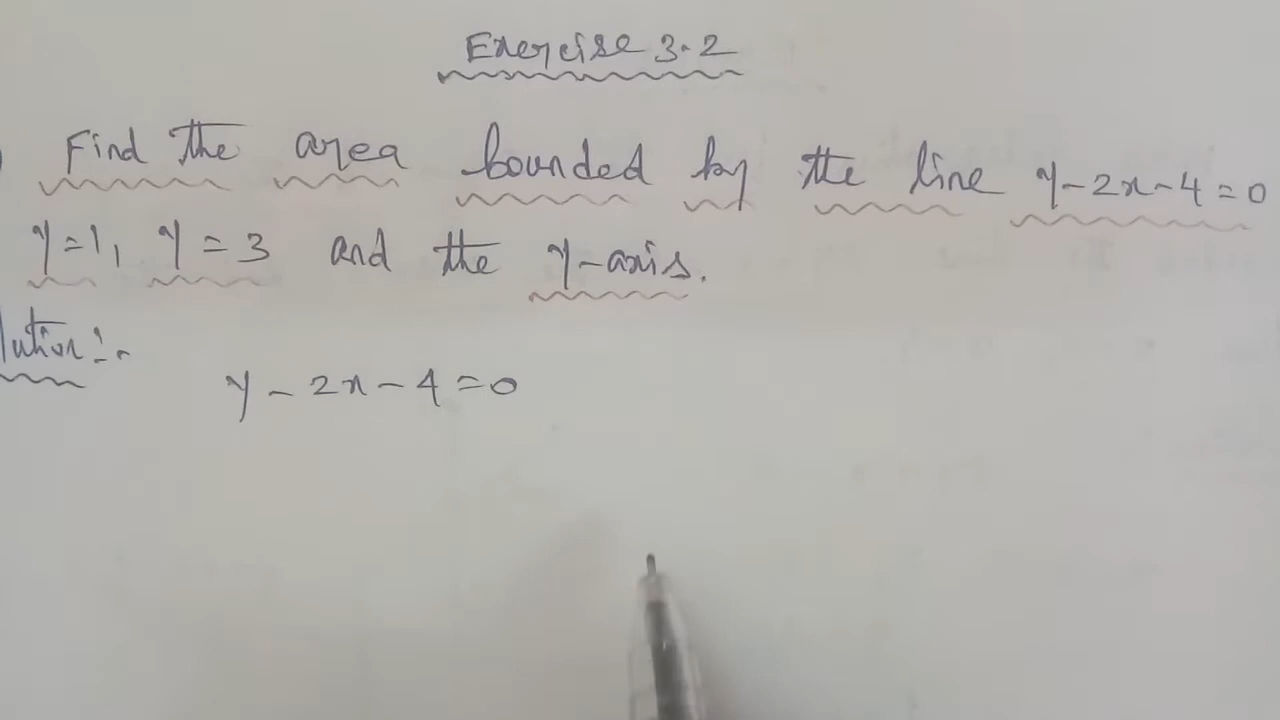 Exercise 3.2
Find the area bounded by the line y-2x-4=0
y=1, y=3 and the y-axis.
lution:-
y-2x-4=0